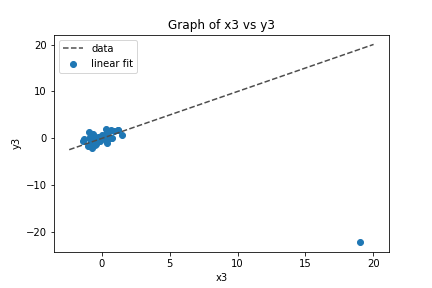 Graph of x3 vs y3
data
linear fit
20
10
0
−10
−20
y3
0
5
10
15
20
x3